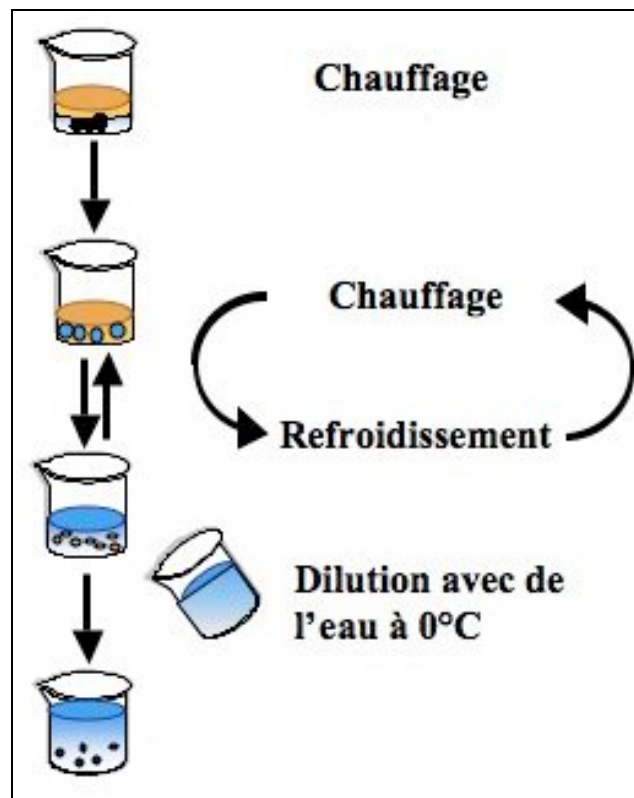 Chauffage
Chauffage
Refroidissement
Dilution avec de
l'eau à 0°C